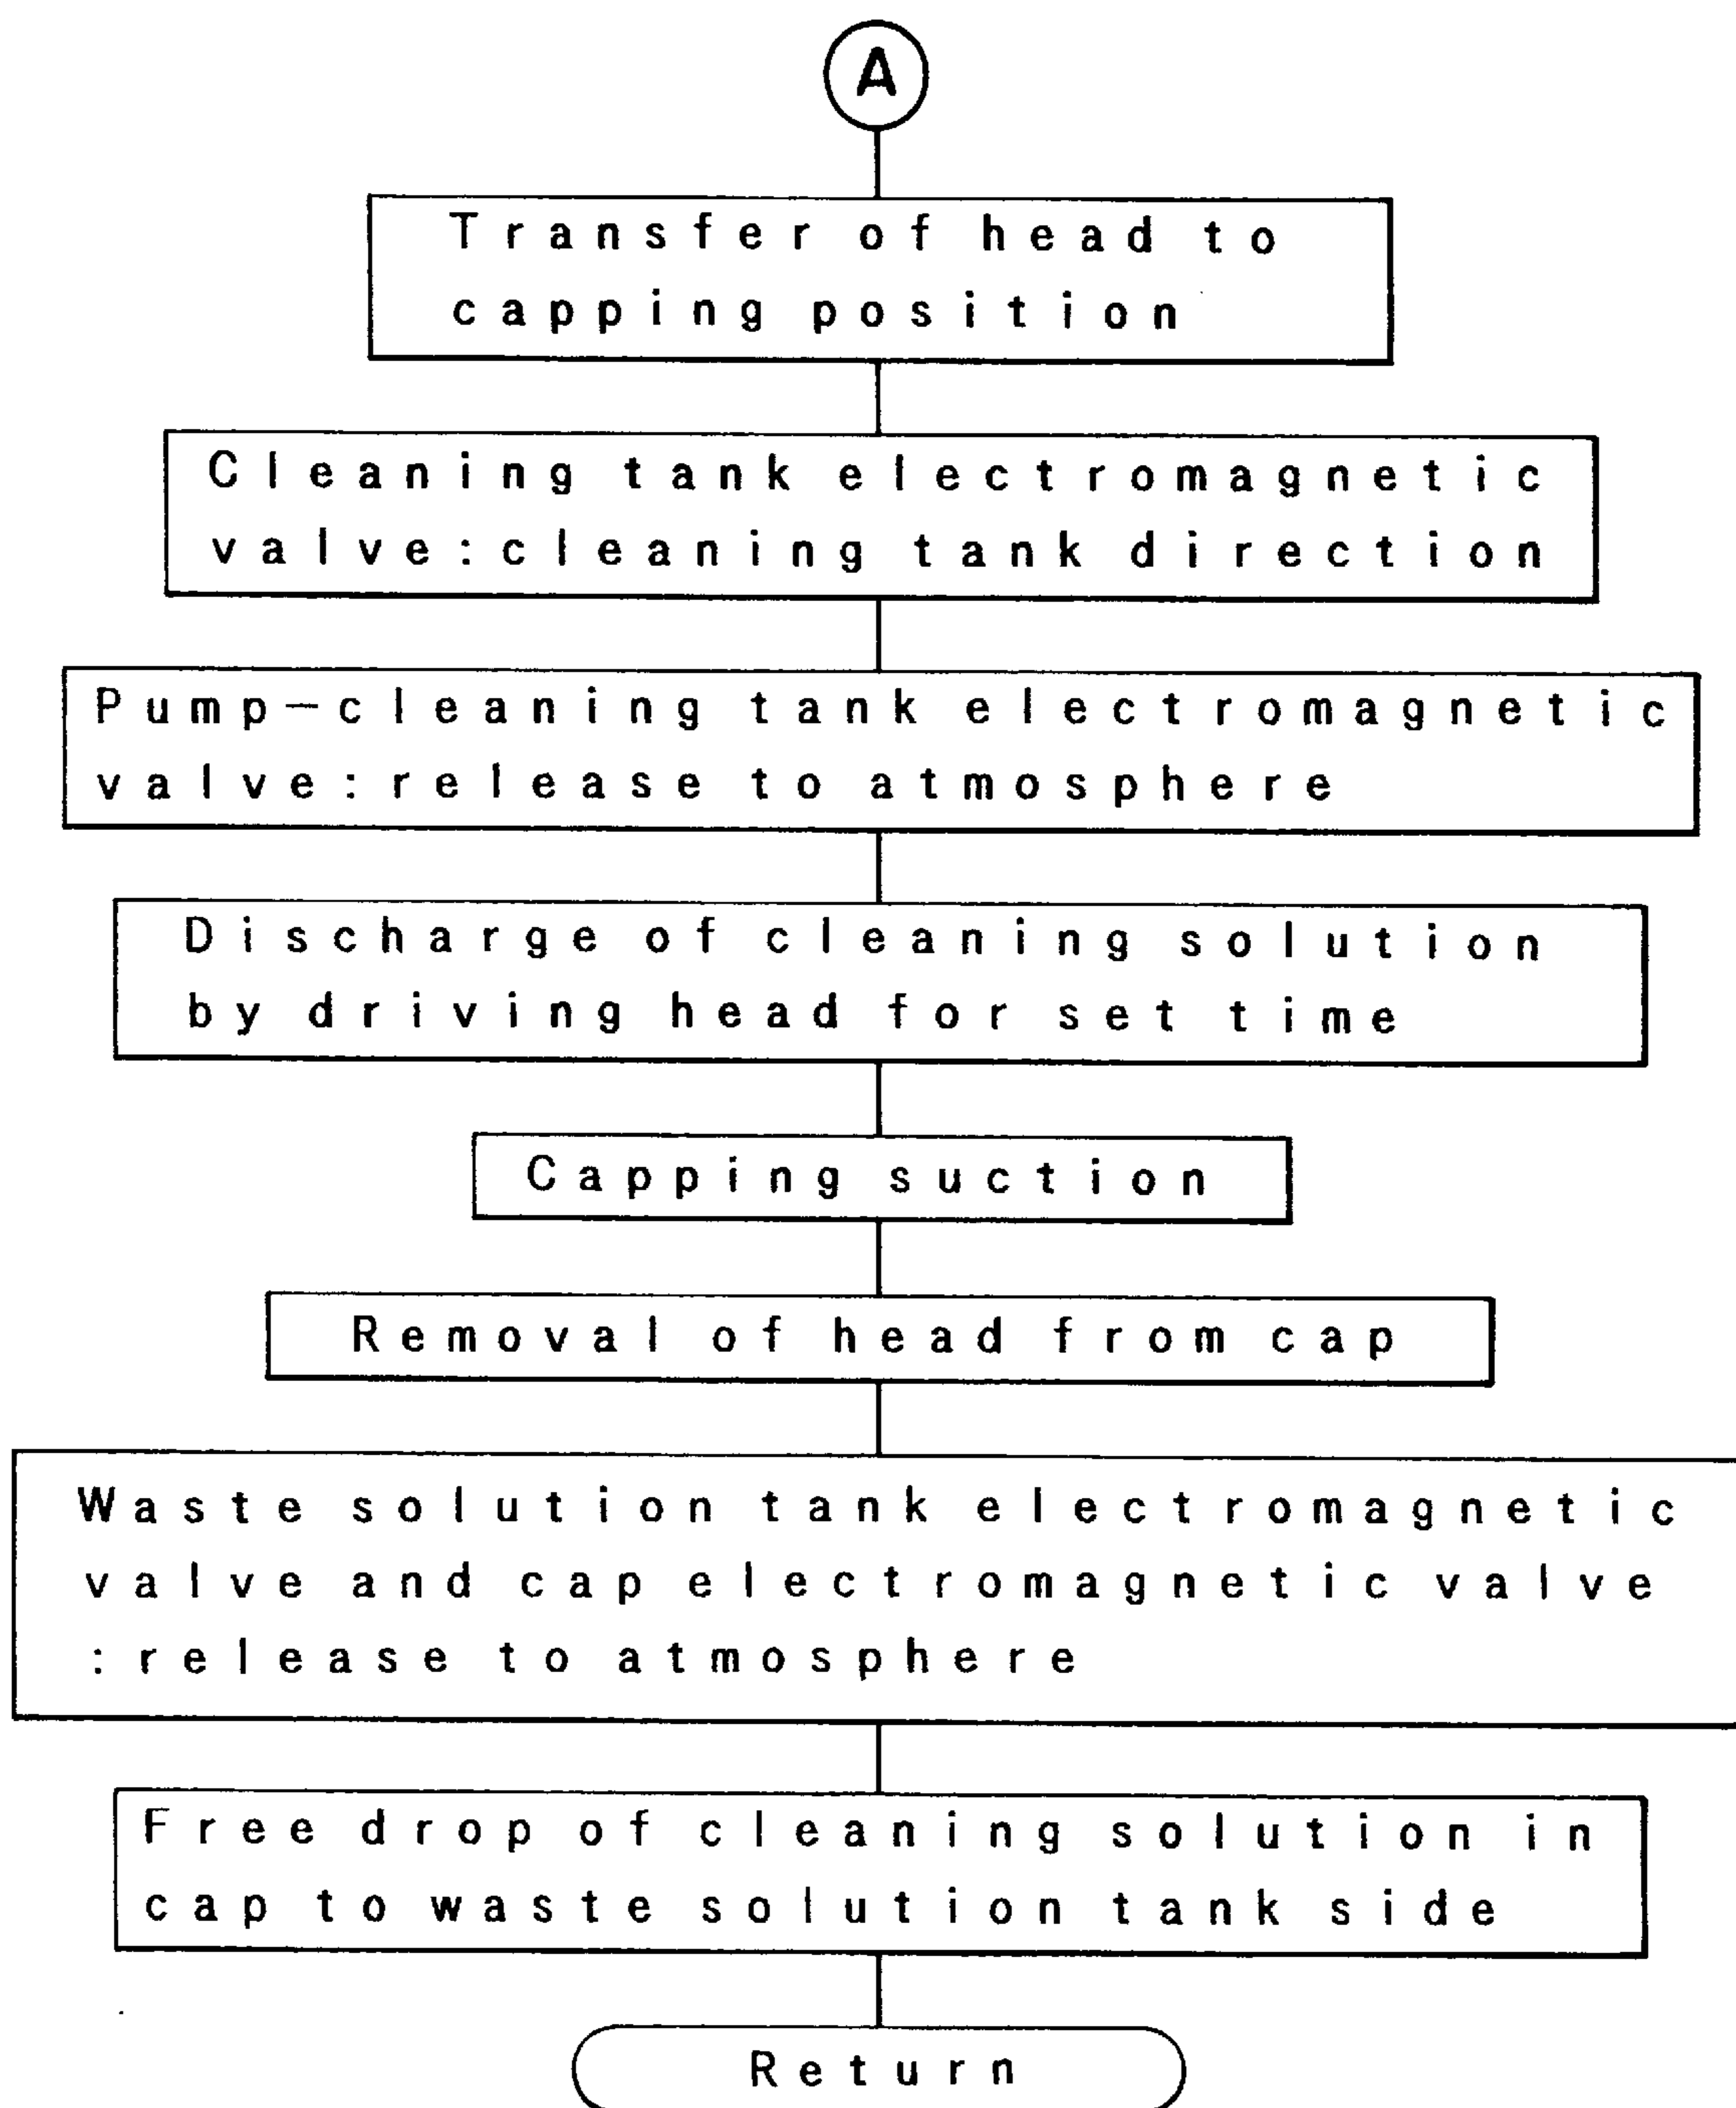 A
Transfer of head to
capping position
Cleaning tank electromagnetic
valve:cleaning tank direction
Pump-cleaning tank electromagnetic
valve:release to atmosphere
Discharge of cleaning solution
by driving head for set time
Capping suction
Removal of head from cap
Waste solution tank electromagnetic
valve and cap electromagnetic valve
:release to atmosphere
Free drop of cleaning solution in
cap to waste solution tank side
Return